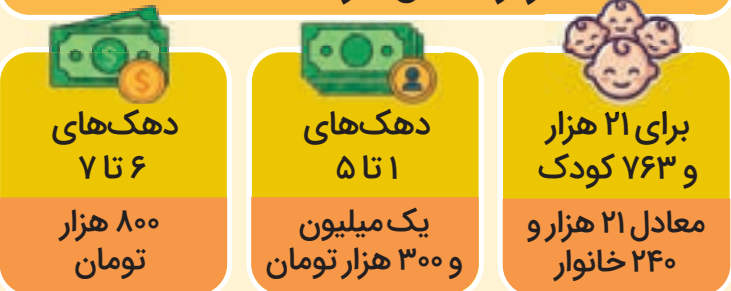 برای ۲۱ هزار
و ۷۶۳ کودک
معادل ۲۱ هزار و
۲۴۰ خانوار
دهک‌های
۱ تا ۵
یک میلیون
و ۳۰۰ هزار تومان
دهک‌های
۶ تا ۷
۸۰۰ هزار
تومان